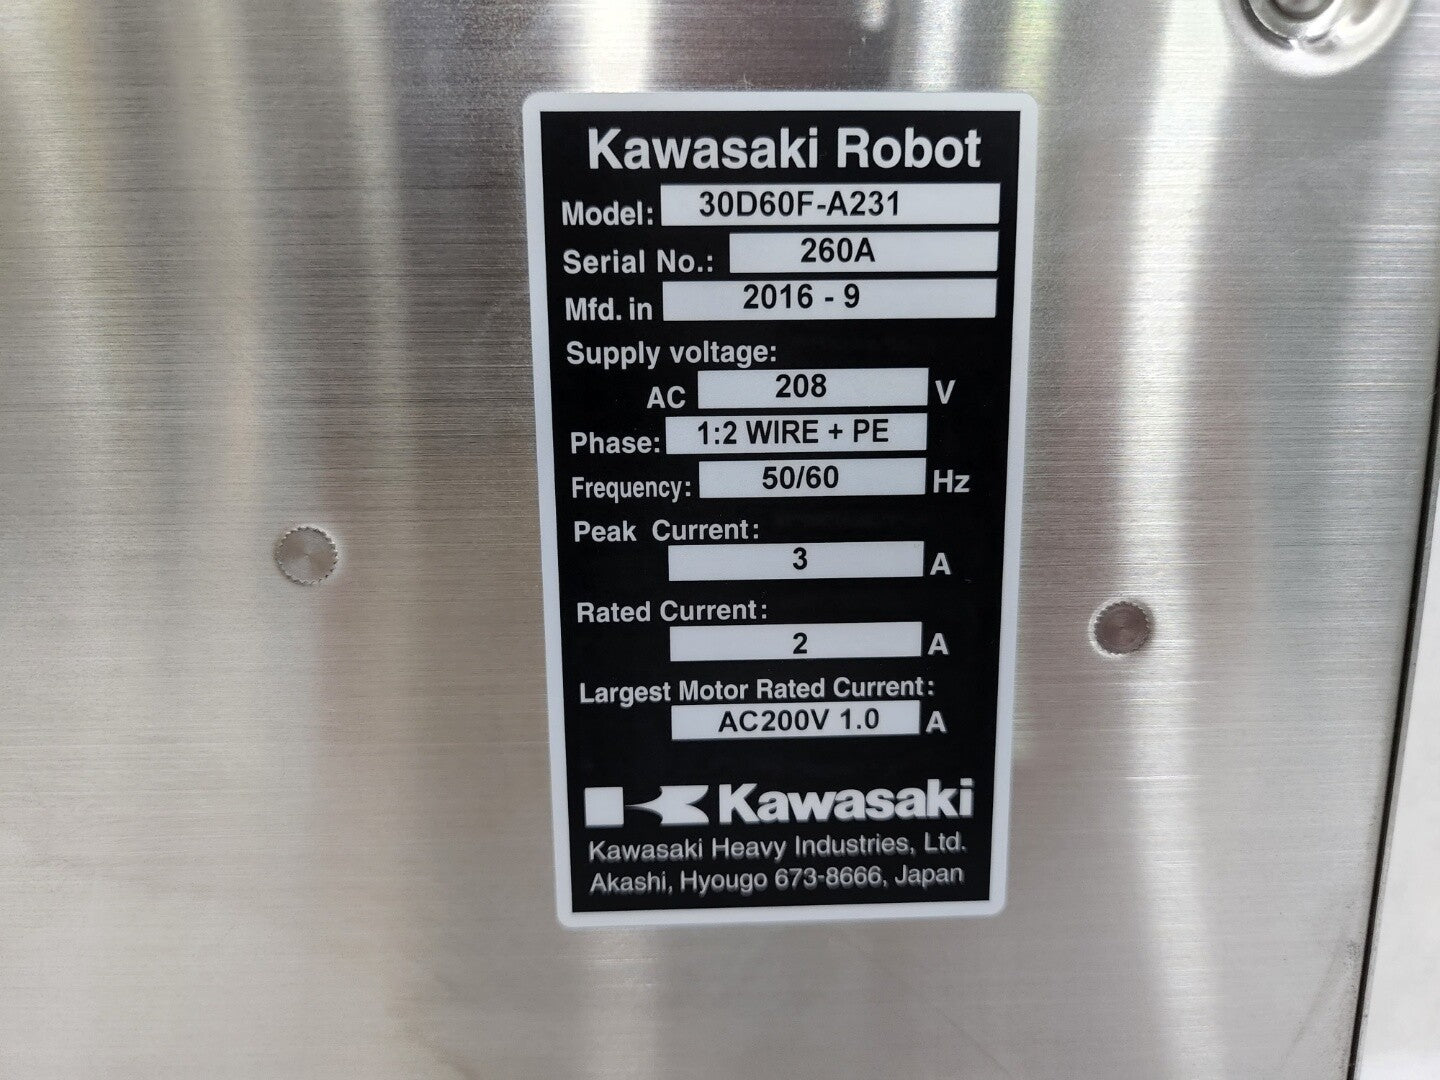 Kawasaki Robot
Model: 30D60F-A231
Serial No.: 260A
Mfd. in 2016 - 9
Supply voltage:
AC 208 V
Phase: 1:2 WIRE + PE
Frequency: 50/60 Hz
Peak Current:
3 A
Rated Current:
2 A
Largest Motor Rated Current:
AC200V 1.0 A
Kawasaki
Kawasaki Heavy Industries, Ltd.
Akashi, Hyougo 673-8666, Japan